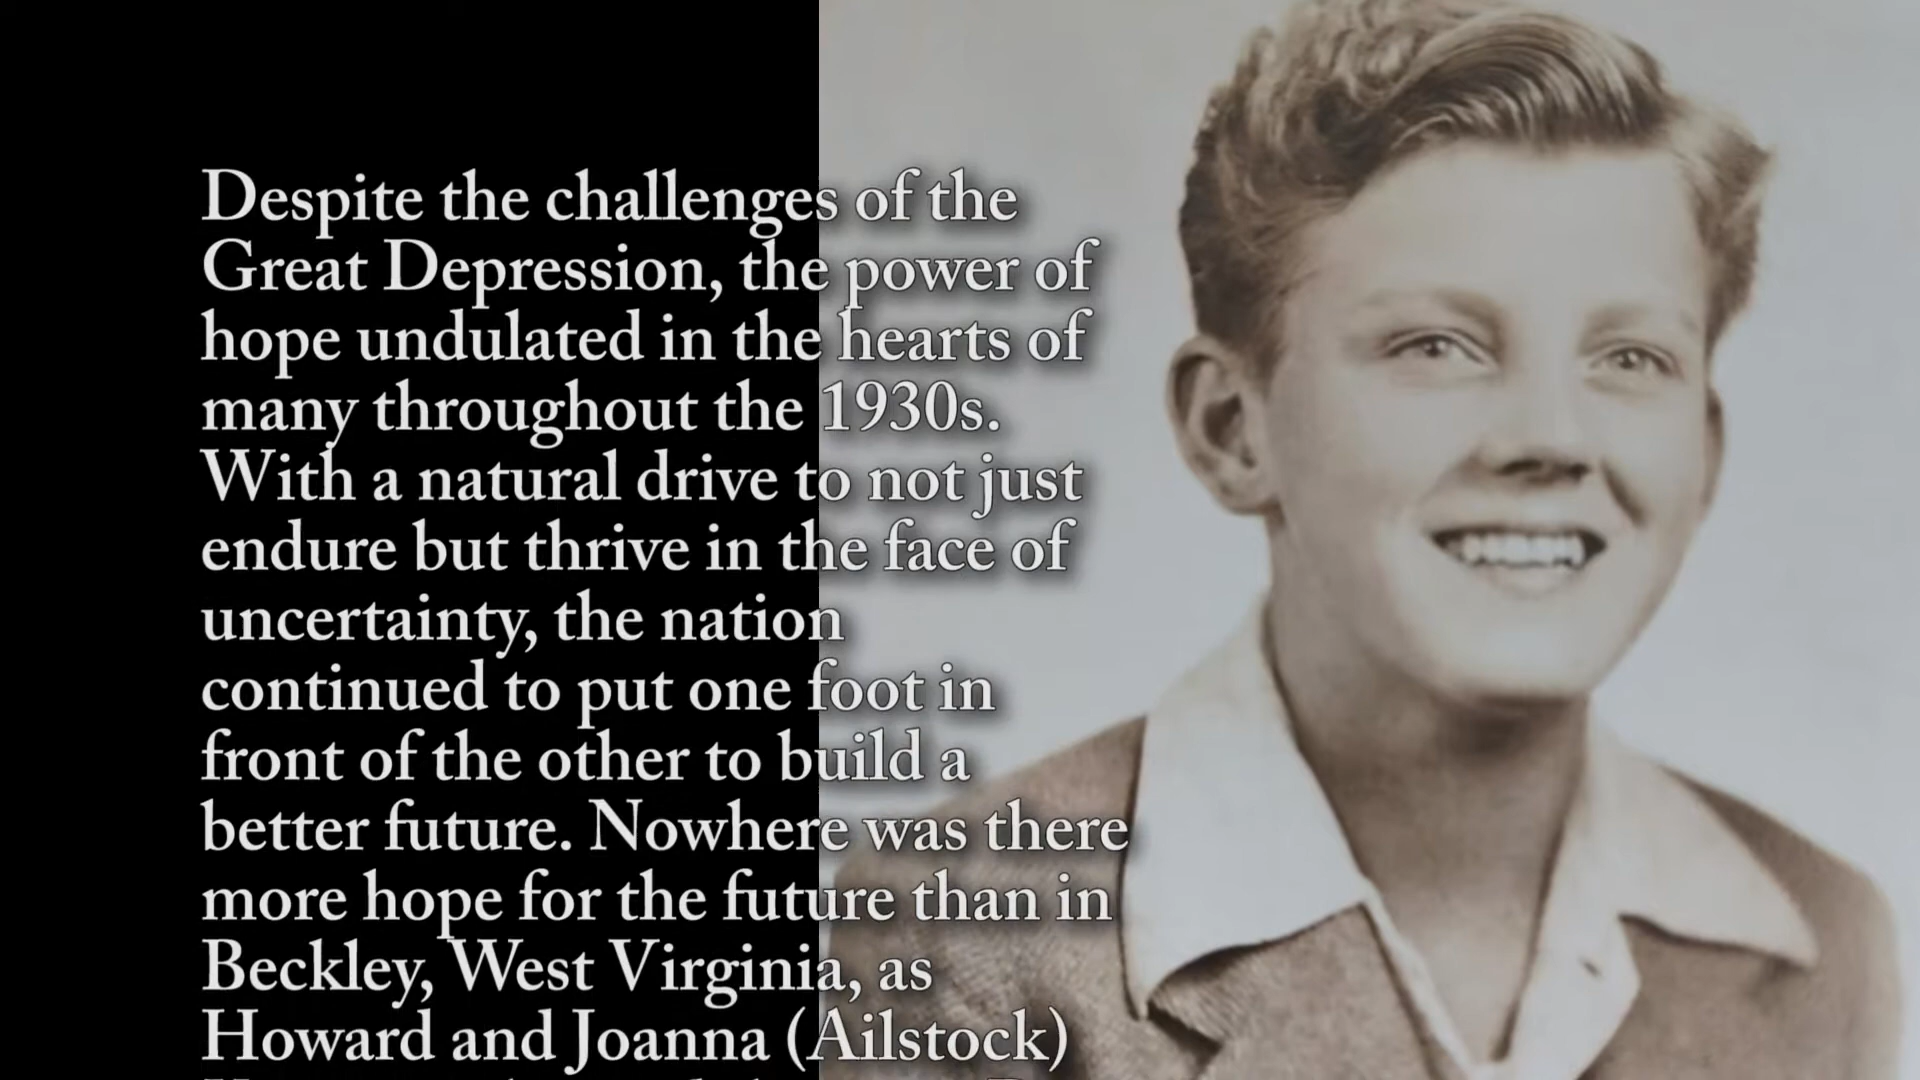 Despite the challenges of the
Great Depression, the power of
hope undulated in the hearts of
many throughout the 1930s.
With a natural drive to not just
endure but thrive in the face of
uncertainty, the nation
continued to put one foot in
front of the other to build a
better future. Nowhere was there
more hope for the future than in
Beckley, West Virginia, as
Howard and Joanna (Ailstock)